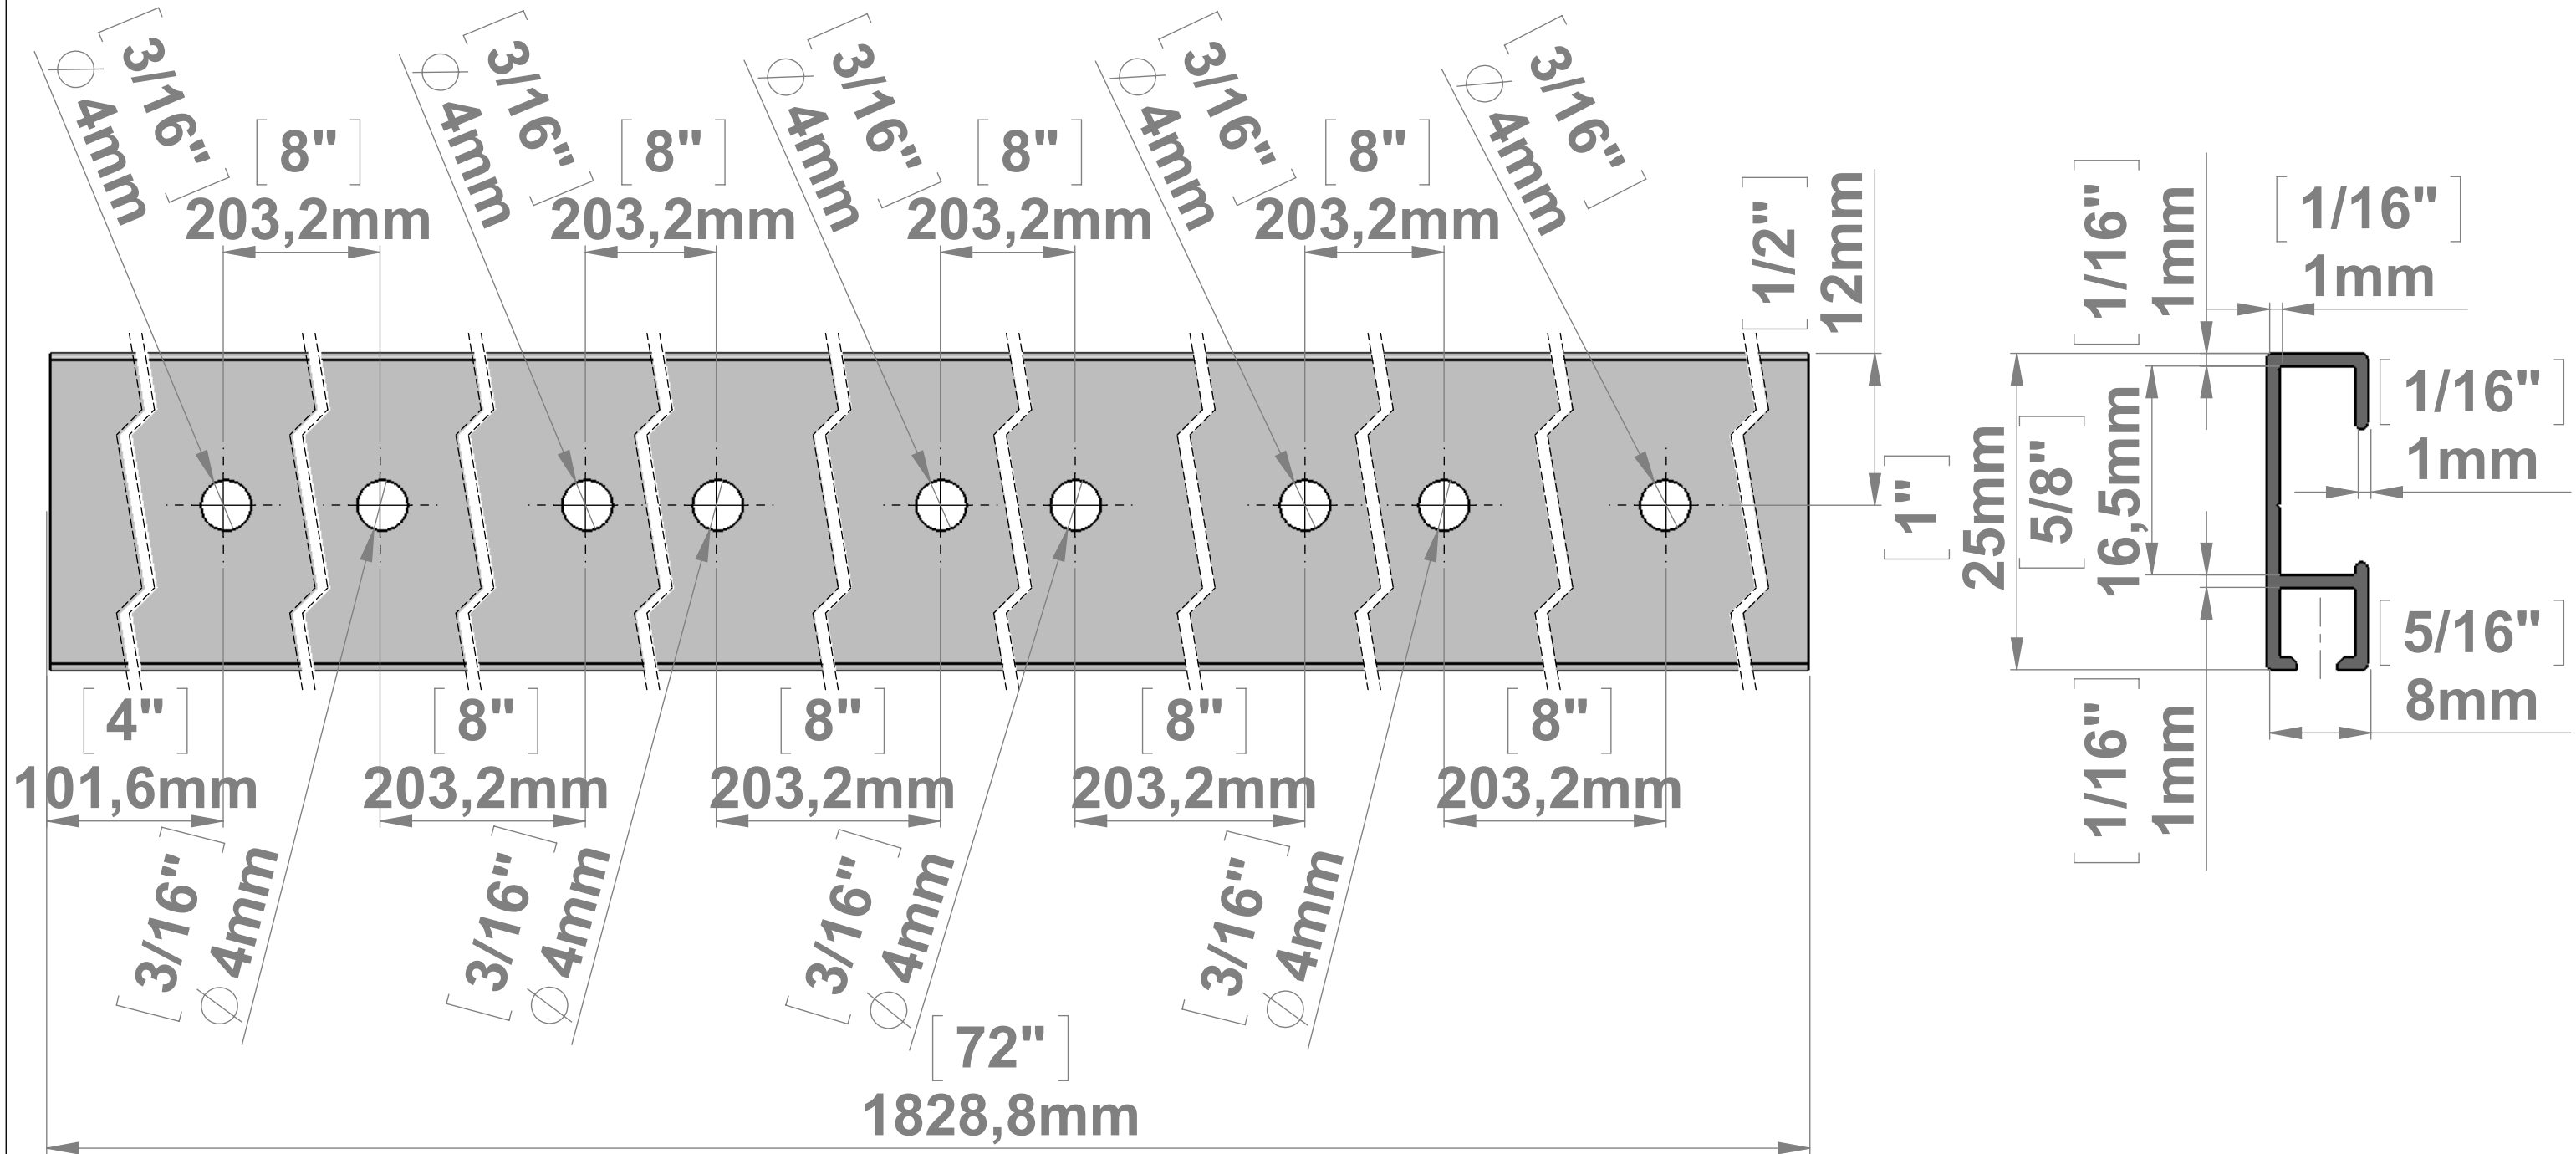 [3/16"]
∅ 4mm
[3/16"]
∅ 4mm
[3/16"]
∅ 4mm
[3/16"]
∅ 4mm
[3/16"]
∅ 4mm
[8"]
203,2mm
[8"]
203,2mm
[8"]
203,2mm
[8"]
203,2mm
[1/2"]
12mm
[1"]
25mm
[5/8"]
16,5mm
[1/16"]
1mm
[1/16"]
1mm
[1/16"]
1mm
[5/16"]
8mm
[1/16"]
1mm
[4"]
101,6mm
[8"]
203,2mm
[8"]
203,2mm
[8"]
203,2mm
[8"]
203,2mm
[3/16"]
∅ 4mm
[3/16"]
∅ 4mm
[3/16"]
∅ 4mm
[3/16"]
∅ 4mm
[72"]
1828,8mm